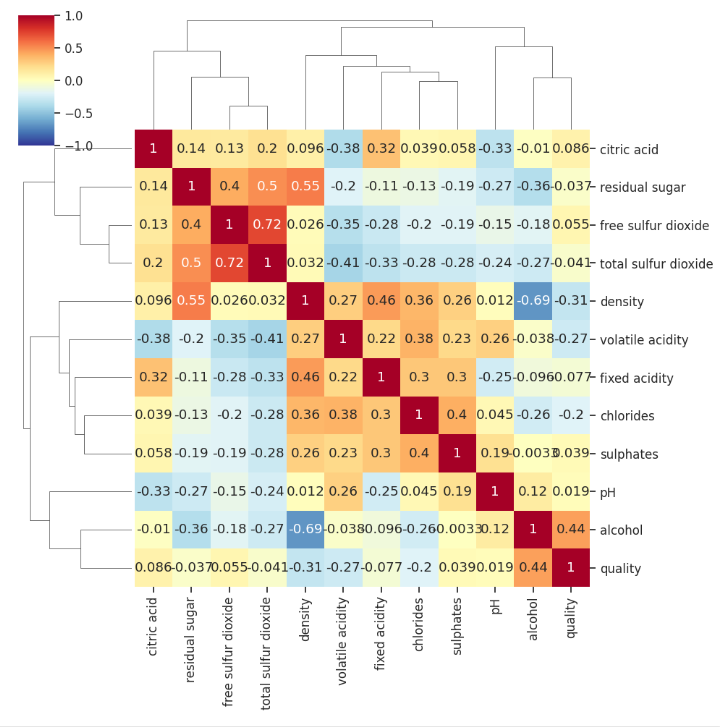 1.0
0.5
0.0
−0.5
−1.0
1 0.14 0.13 0.2 0.096 -0.38 0.32 0.039 0.058 -0.33 -0.01 0.086 citric acid
0.14 1 0.4 0.5 0.55 -0.2 -0.11 -0.13 -0.19 -0.27 -0.36 -0.037 residual sugar
0.13 0.4 1 0.72 0.026 -0.35 -0.28 -0.2 -0.19 -0.15 -0.18 0.055 free sulfur dioxide
0.2 0.5 0.72 1 0.032 -0.41 -0.33 -0.28 -0.28 -0.24 -0.27 -0.041 total sulfur dioxide
0.096 0.55 0.026 0.032 1 0.27 0.46 0.36 0.26 0.012 -0.69 -0.31 density
-0.38 -0.2 -0.35 -0.41 0.27 1 0.22 0.38 0.23 0.26 -0.038 -0.27 volatile acidity
0.32 -0.11 -0.28 -0.33 0.46 0.22 1 0.3 0.3 -0.25 -0.096 -0.077 fixed acidity
0.039 -0.13 -0.2 -0.28 0.36 0.38 0.3 1 0.4 0.045 -0.26 -0.2 chlorides
0.058 -0.19 -0.19 -0.28 0.26 0.23 0.3 0.4 1 0.19 -0.0033 0.039 sulphates
-0.33 -0.27 -0.15 -0.24 0.012 0.26 -0.25 0.045 0.19 1 0.12 0.019 pH
-0.01 -0.36 -0.18 -0.27 -0.69 -0.038 -0.096 -0.26 -0.0033 0.12 1 0.44 alcohol
0.086 -0.037 0.055 -0.041 -0.31 -0.27 -0.077 -0.2 0.039 0.019 0.44 1 quality
citric acid
residual sugar
free sulfur dioxide
total sulfur dioxide
density
volatile acidity
fixed acidity
chlorides
sulphates
pH
alcohol
quality